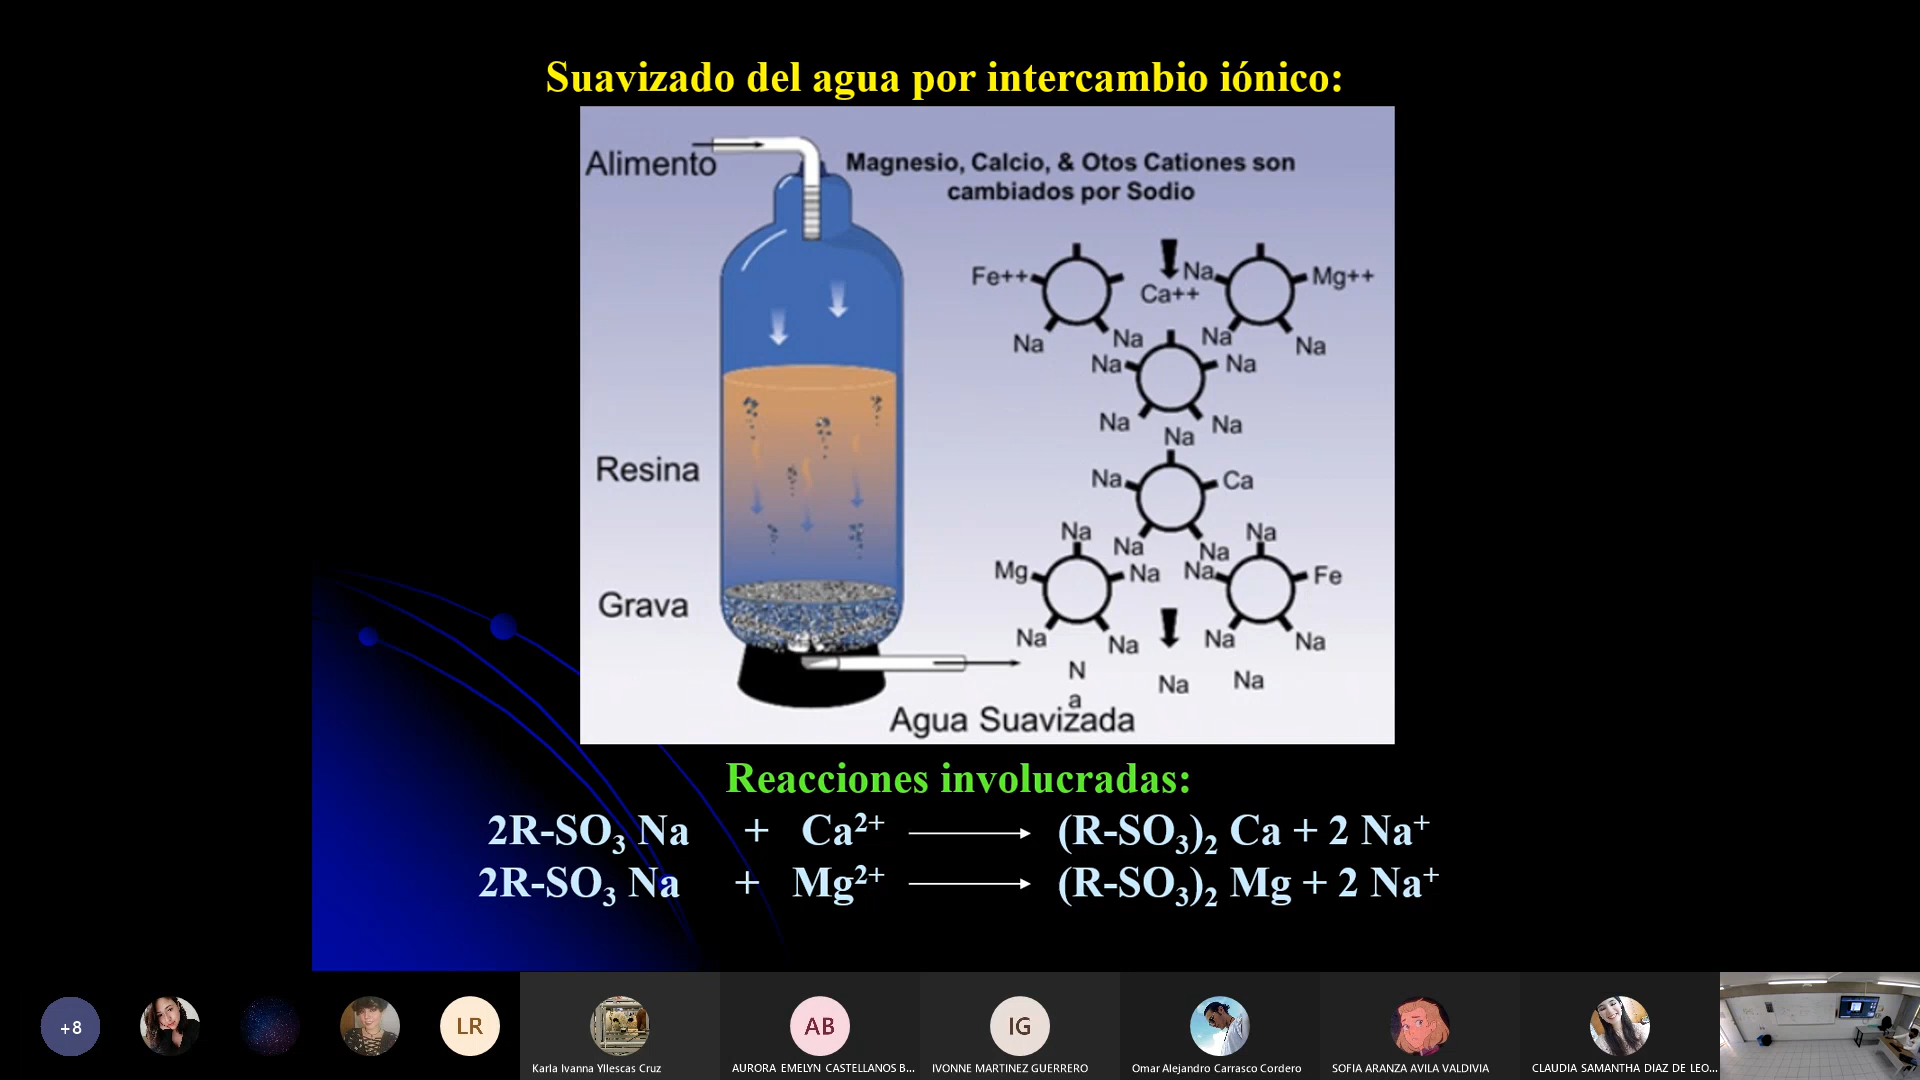 Suavizado del agua por intercambio iónico:
Alimento
Magnesio, Calcio, & Otos Cationes son
cambiados por Sodio
Fe++
Na
Ca++
Mg++
Na
Na
Na
Na
Na
Na
Na
Na
Na
Resina
Na
Ca
Na
Na
Na
Na
Mg
Na
Na
Fe
Grava
Na
Na
Na
Na
N
a
Na
Na
Agua Suavizada
Reacciones involucradas:
2R-SO₃ Na + Ca²⁺ ⟶ (R-SO₃)₂ Ca + 2 Na⁺
2R-SO₃ Na + Mg²⁺ ⟶ (R-SO₃)₂ Mg + 2 Na⁺
+8
LR
AB
IG
Karla Ivanna Yllescas Cruz
AURORA EMELYN CASTELLANOS B...
IVONNE MARTINEZ GUERRERO
Omar Alejandro Carrasco Cordero
SOFIA ARANZA AVILA VALDIVIA
CLAUDIA SAMANTHA DIAZ DE LEO...